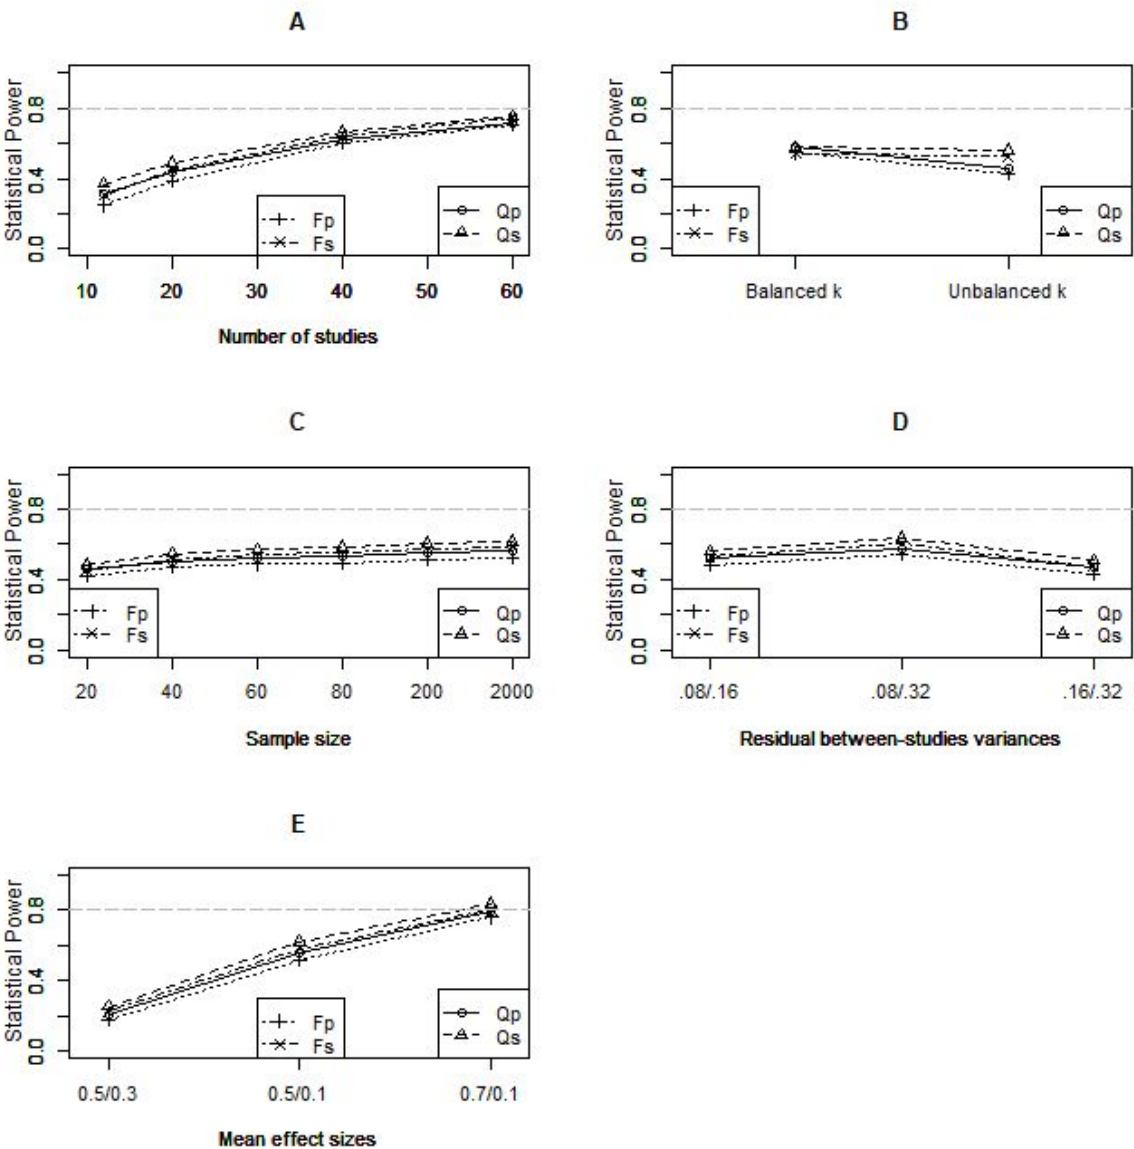 A
Statistical Power
0.0 0.4 0.8
Fp
Fs
Qp
Qs
10 20 30 40 50 60
Number of studies
B
Statistical Power
0.0 0.4 0.8
Fp
Fs
Qp
Qs
Balanced k Unbalanced k
C
Statistical Power
0.0 0.4 0.8
Fp
Fs
Qp
Qs
20 40 60 80 200 2000
Sample size
D
Statistical Power
0.0 0.4 0.8
Fp
Fs
Qp
Qs
.08/.16 .08/.32 .16/.32
Residual between-studies variances
E
Statistical Power
0.0 0.4 0.8
Fp
Fs
Qp
Qs
0.5/0.3 0.5/0.1 0.7/0.1
Mean effect sizes